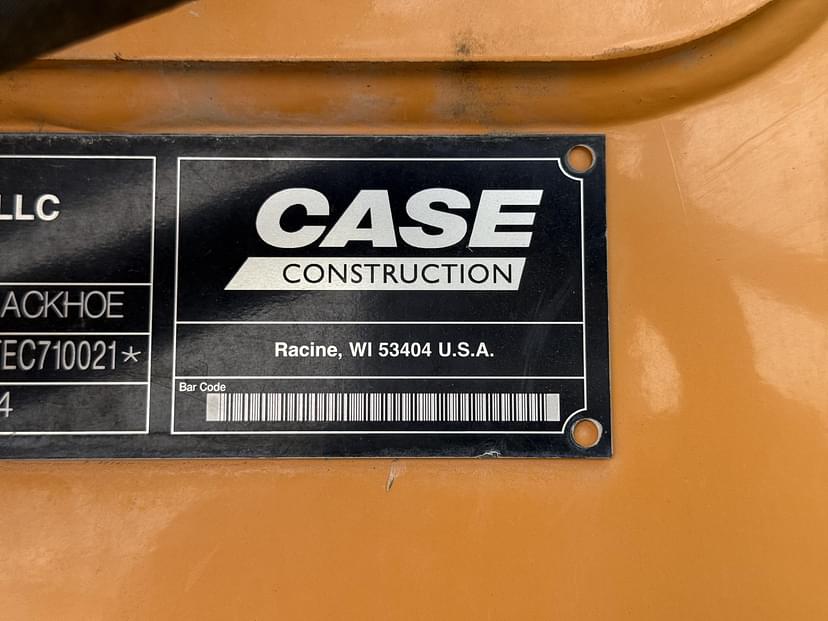 LLC
ACKHOE
EC710021*
4
CASE
CONSTRUCTION
Racine, WI 53404 U.S.A.
Bar Code